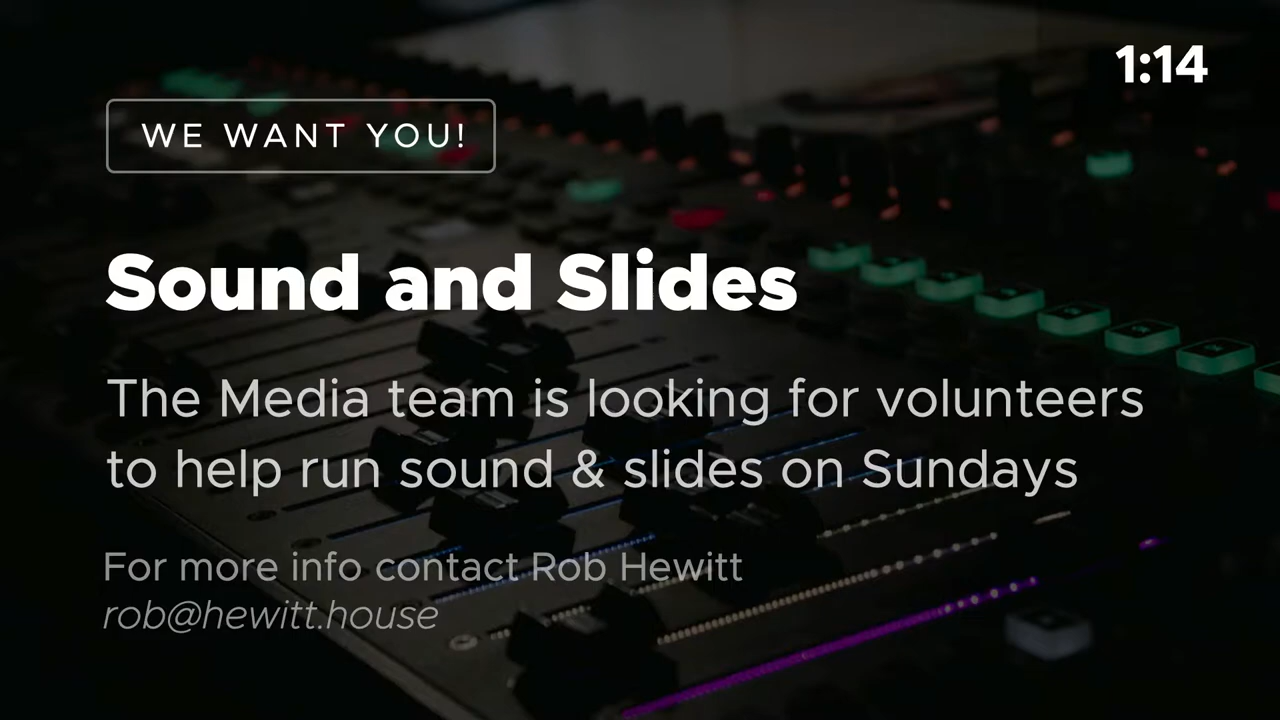 1:14
WE WANT YOU!
Sound and Slides
The Media team is looking for volunteers
to help run sound & slides on Sundays
For more info contact Rob Hewitt
rob@hewitt.house